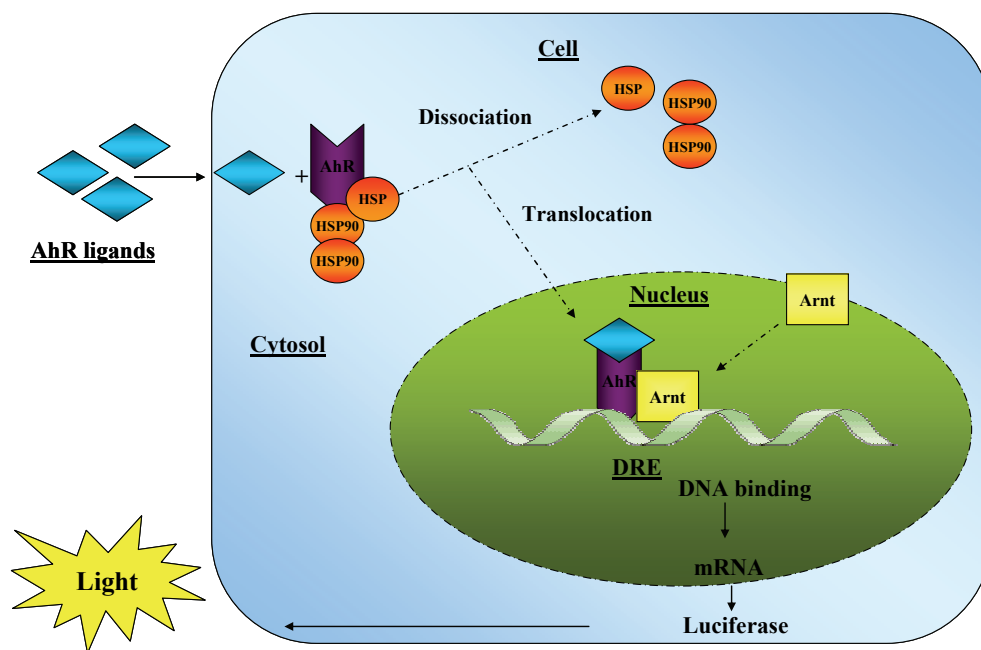 Cell
HSP
HSP90
HSP90
Dissociation
AhR
+
HSP
HSP90
HSP90
AhR ligands
Translocation
Nucleus
Arnt
Cytosol
AhR
Arnt
DRE
DNA binding
mRNA
Light
Luciferase